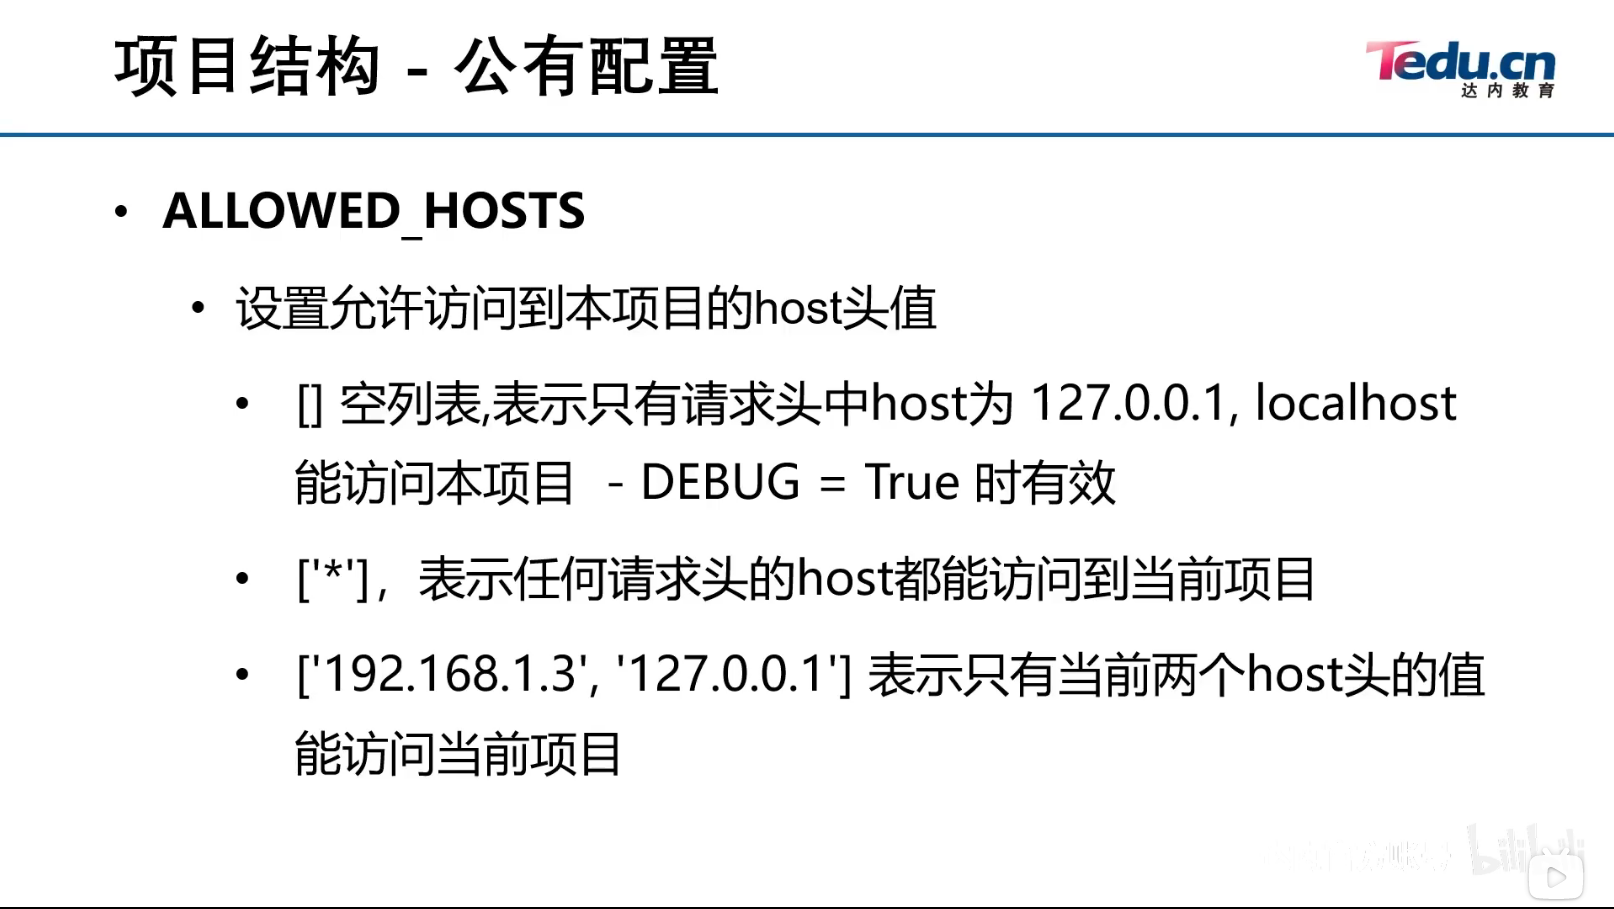 项目结构 - 公有配置
Tedu.cn
达内教育
• ALLOWED_HOSTS
• 设置允许访问到本项目的host头值
• [] 空列表,表示只有请求头中host为 127.0.0.1, localhost
能访问本项目 - DEBUG = True 时有效
• ['*']，表示任何请求头的host都能访问到当前项目
• ['192.168.1.3', '127.0.0.1'] 表示只有当前两个host头的值
能访问当前项目
bilibili